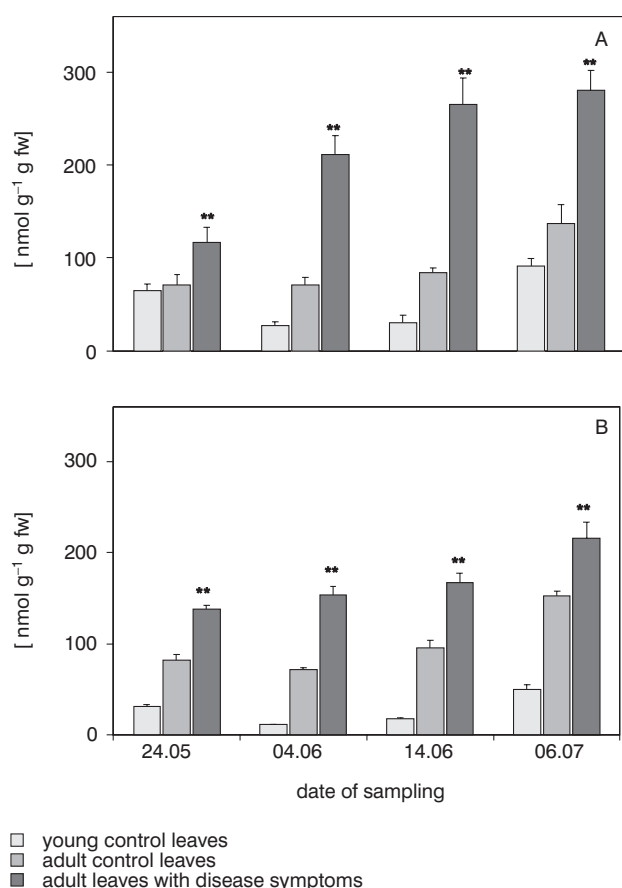 A
300
200
100
0
[ nmol g⁻¹ g fw]
** ** ** **
B
300
200
100
0
[ nmol g⁻¹ g fw]
** ** ** **
24.05 04.06 14.06 06.07
date of sampling
young control leaves
adult control leaves
adult leaves with disease symptoms